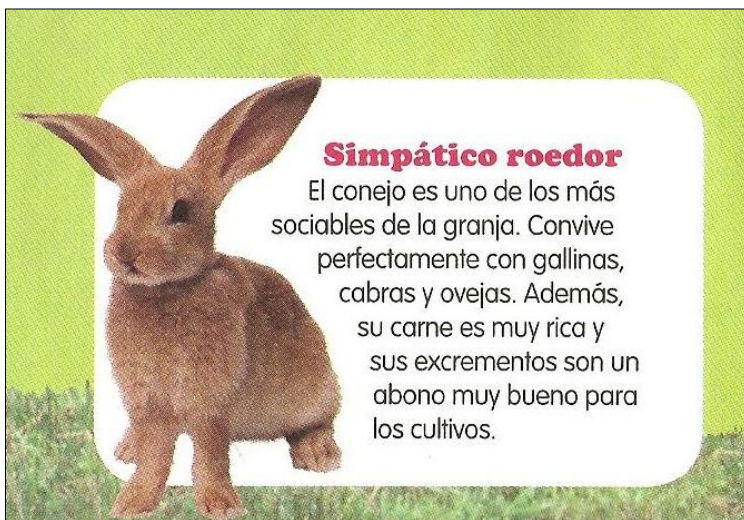 Simpático roedor
El conejo es uno de los más
sociables de la granja. Convive
perfectamente con gallinas,
cabras y ovejas. Además,
su carne es muy rica y
sus excrementos son un
abono muy bueno para
los cultivos.